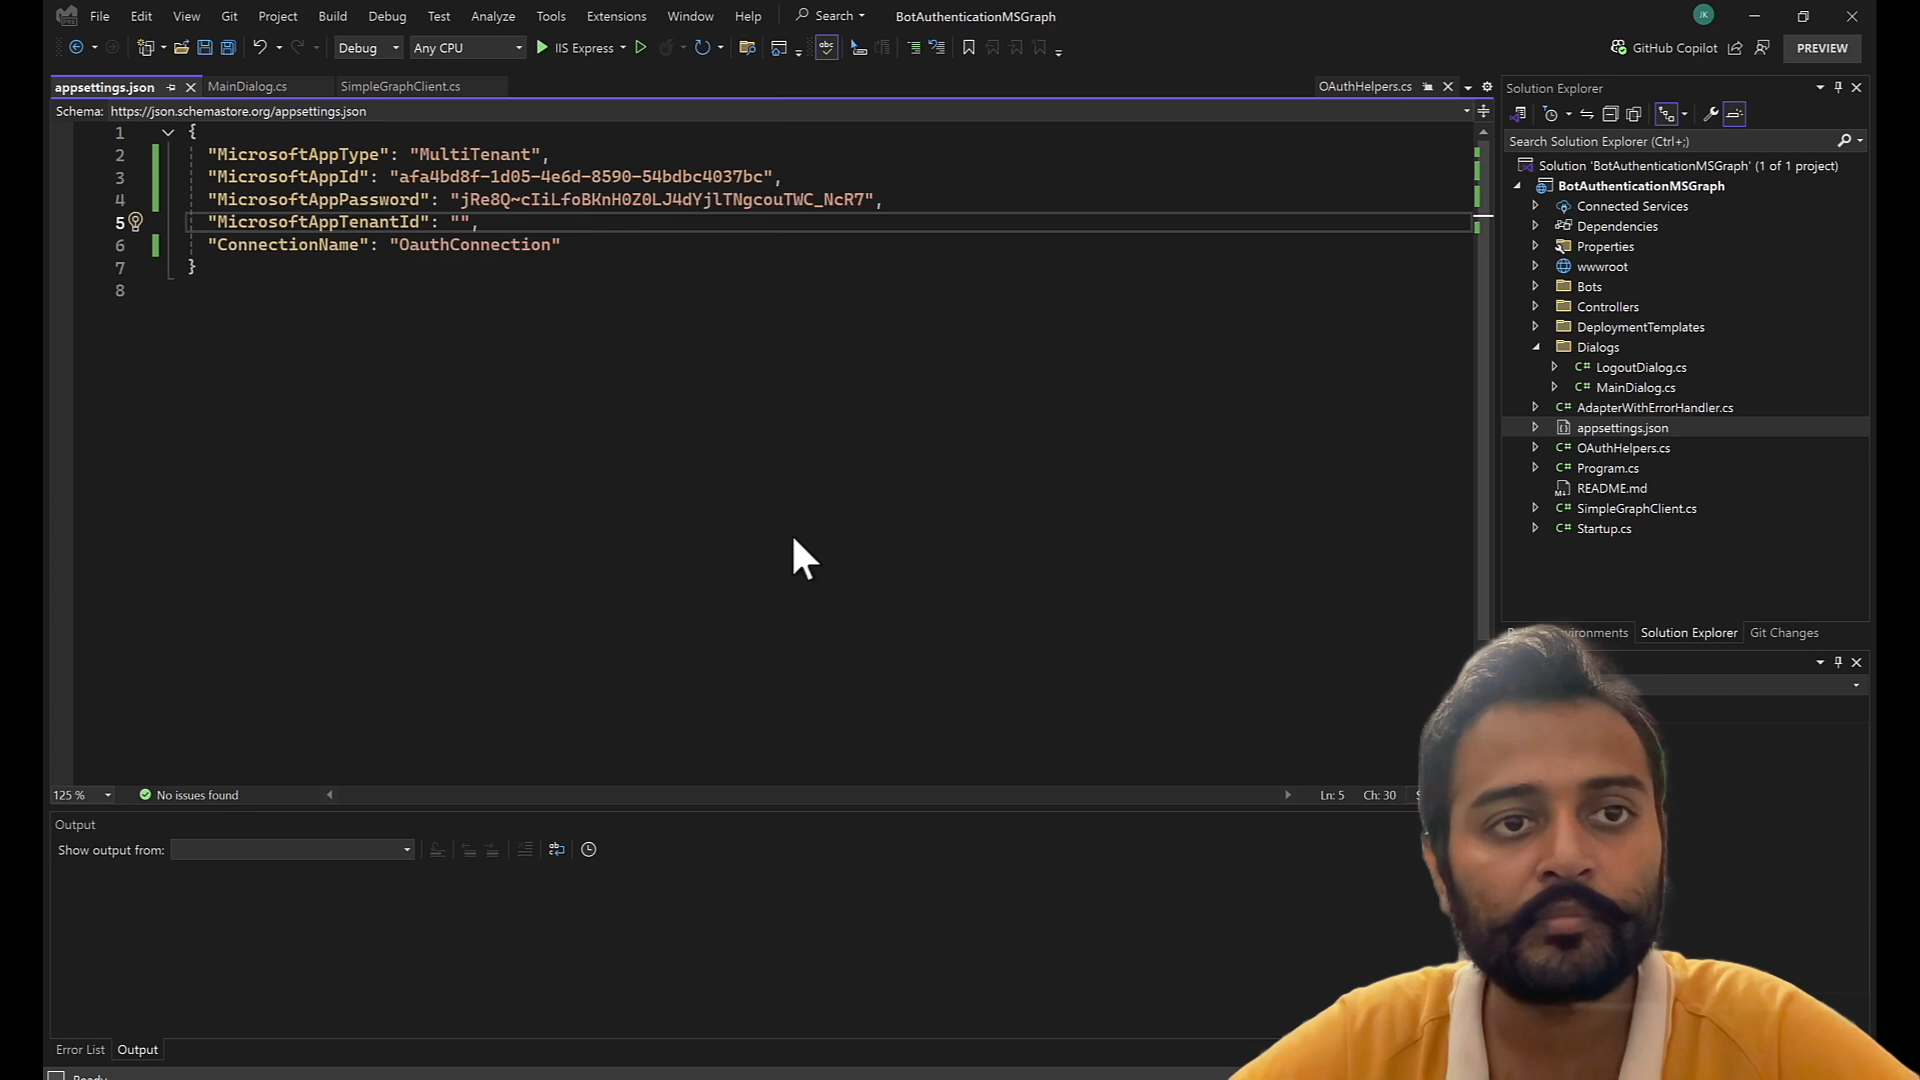 File Edit View Git Project Build Debug Test Analyze Tools Extensions Window Help Search BotAuthenticationMSGraph JK
Debug Any CPU IIS Express GitHub Copilot PREVIEW
appsettings.json MainDialog.cs SimpleGraphClient.cs OAuthHelpers.cs
Schema: https://json.schemastore.org/appsettings.json
1 {
2 "MicrosoftAppType": "MultiTenant",
3 "MicrosoftAppId": "afa4bd8f-1d05-4e6d-8590-54bdbc4037bc",
4 "MicrosoftAppPassword": "jRe8Q~cIiLfoBKnH0Z0LJ4dYjlTNgcouTWC_NcR7",
5 "MicrosoftAppTenantId": "",
6 "ConnectionName": "OauthConnection"
7 }
8
125 % No issues found Ln: 5 Ch: 30
Output
Show output from:
Error List Output
Ready
Solution Explorer
Search Solution Explorer (Ctrl+;)
Solution 'BotAuthenticationMSGraph' (1 of 1 project)
BotAuthenticationMSGraph
Connected Services
Dependencies
Properties
wwwroot
Bots
Controllers
DeploymentTemplates
Dialogs
C# LogoutDialog.cs
C# MainDialog.cs
C# AdapterWithErrorHandler.cs
appsettings.json
C# OAuthHelpers.cs
C# Program.cs
README.md
C# SimpleGraphClient.cs
C# Startup.cs
Solution Explorer Git Changes